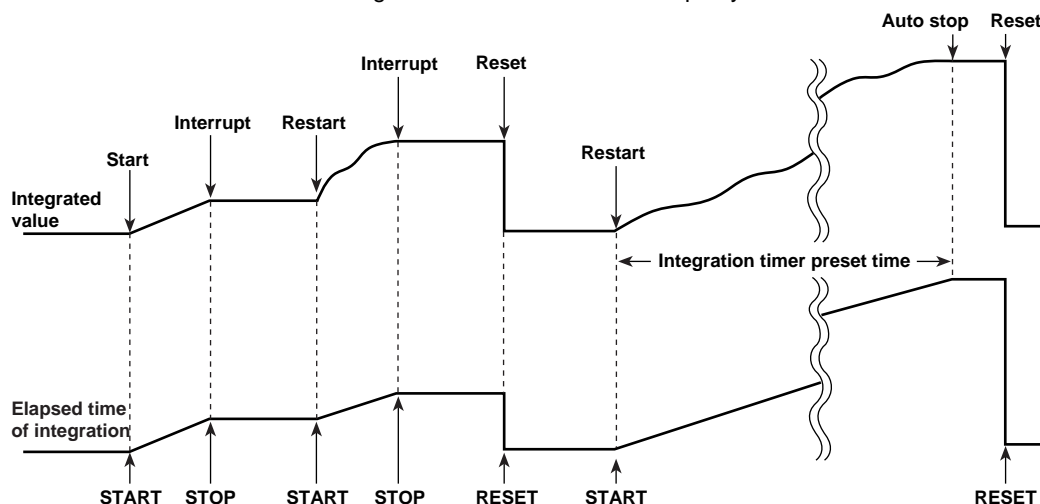 Auto stop Reset
Interrupt Reset
Interrupt Restart
Start Restart
Integrated
value
Integration timer preset time
Elapsed time
of integration
START STOP START STOP RESET START RESET